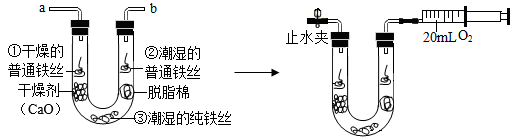 a
b
①干燥的
普通铁丝
干燥剂
(CaO)
②潮湿的
普通铁丝
脱脂棉
③潮湿的纯铁丝
止水夹
20mL O₂